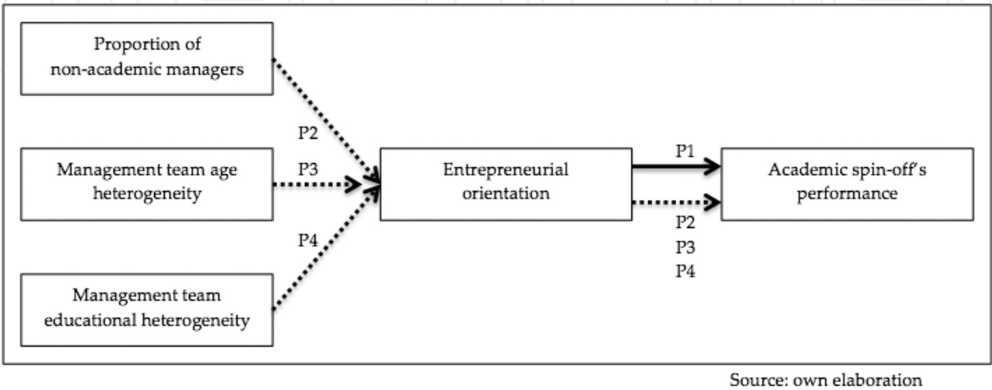 Proportion of
non-academic managers
P2
Management team age
heterogeneity
P3
P4
Management team
educational heterogeneity
Entrepreneurial
orientation
P1
P2
P3
P4
Academic spin-off's
performance
Source: own elaboration